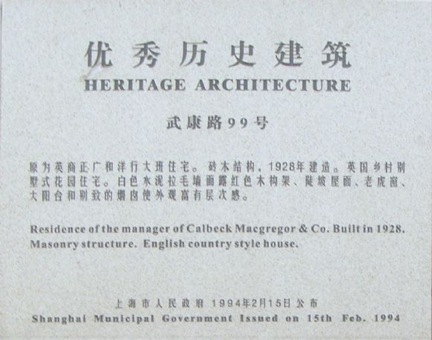 优秀历史建筑
HERITAGE ARCHITECTURE
武康路99号
原为英商正广和洋行大班住宅。砖木结构，1928年建造。英国乡村别
墅式花园住宅。白色水泥拉毛墙面露红色木构架、陡坡屋面、老虎窗、
大阳台和别致的烟囱使外观富有层次感。
Residence of the manager of Calbeck Macgregor & Co. Built in 1928.
Masonry structure. English country style house.
上海市人民政府 1994年2月15日公布
Shanghai Municipal Government Issued on 15th Feb. 1994